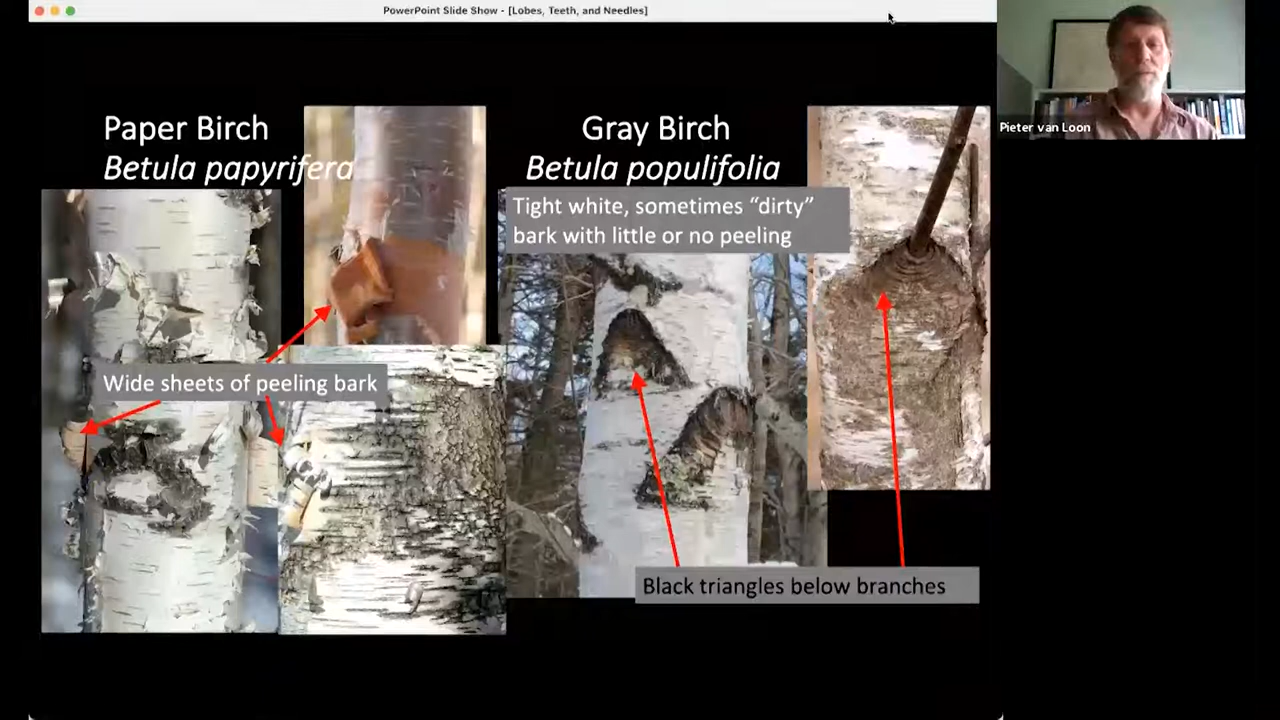 PowerPoint Slide Show - [Lobes, Teeth, and Needles]
Pieter van Loon
Paper Birch
Betula papyrifera
Wide sheets of peeling bark
Gray Birch
Betula populifolia
Tight white, sometimes “dirty”
bark with little or no peeling
Black triangles below branches